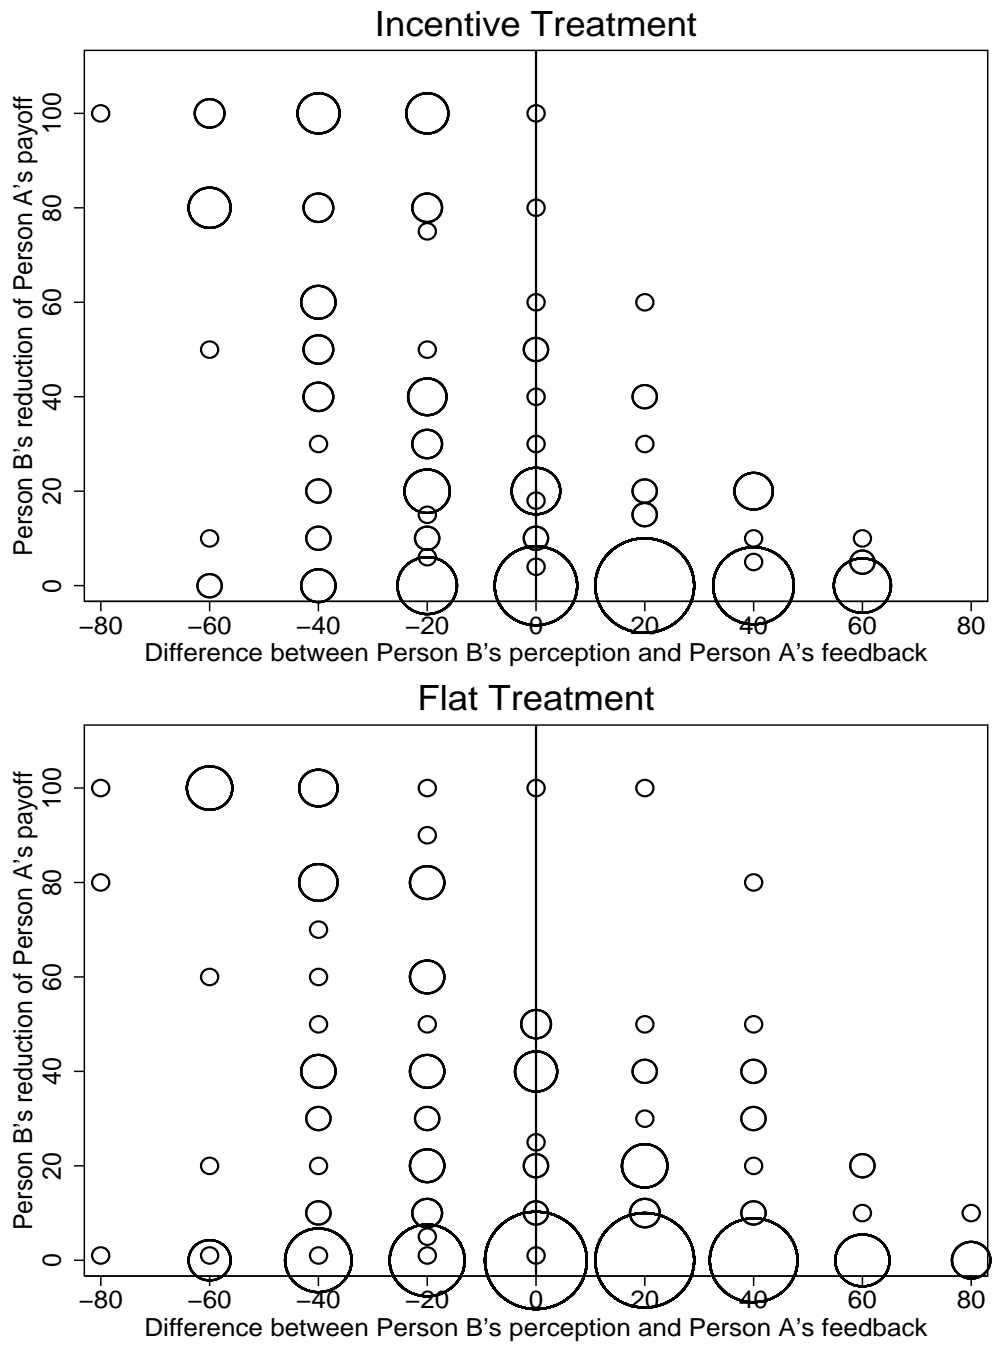 Incentive Treatment
Person B’s reduction of Person A’s payoff
100
80
60
40
20
0
−80 −60 −40 −20 0 20 40 60 80
Difference between Person B’s perception and Person A’s feedback
Flat Treatment
Person B’s reduction of Person A’s payoff
100
80
60
40
20
0
−80 −60 −40 −20 0 20 40 60 80
Difference between Person B’s perception and Person A’s feedback